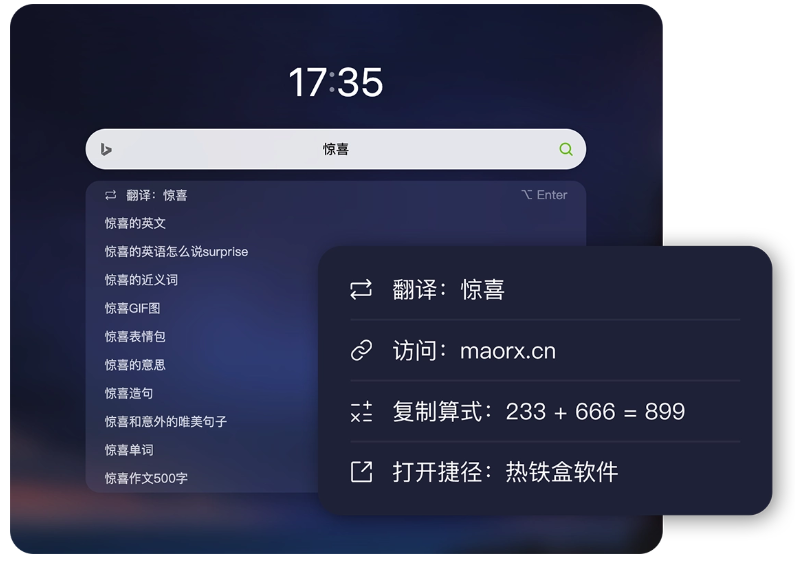 17:35
惊喜
翻译：惊喜 ⌥ Enter
惊喜的英文
惊喜的英语怎么说surprise
惊喜的近义词
惊喜GIF图
惊喜表情包
惊喜的意思
惊喜造句
惊喜和意外的唯美句子
惊喜单词
惊喜作文500字
翻译：惊喜
访问：maorx.cn
复制算式：233 + 666 = 899
打开捷径：热铁盒软件